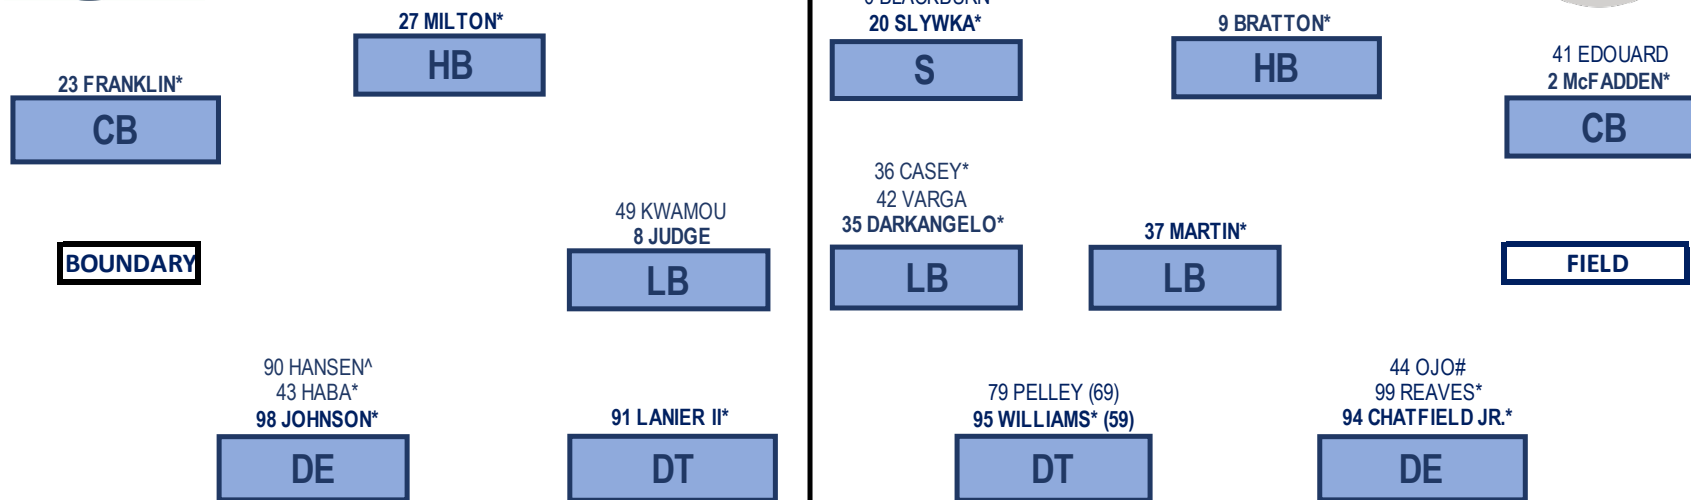 27 MILTON*
HB
20 SLYWKA*
S
9 BRATTON*
HB
41 EDOUARD
2 McFADDEN*
CB
23 FRANKLIN*
CB
36 CASEY*
42 VARGA
35 DARKANGELO*
LB
49 KWAMOU
8 JUDGE
LB
37 MARTIN*
LB
BOUNDARY
FIELD
90 HANSEN^
43 HABA*
98 JOHNSON*
DE
91 LANIER II*
DT
79 PELLEY (69)
95 WILLIAMS* (59)
DT
44 OJO#
99 REAVES*
94 CHATFIELD JR.*
DE